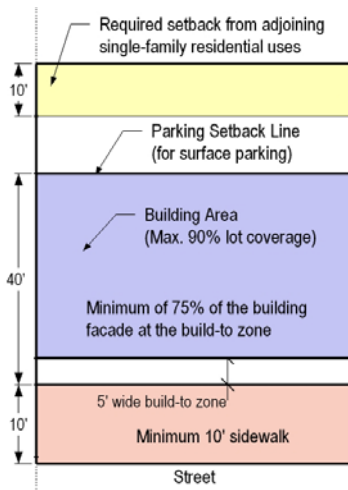 Required setback from adjoining
single-family residential uses
10'
Parking Setback Line
(for surface parking)
Building Area
(Max. 90% lot coverage)
40'
Minimum of 75% of the building
facade at the build-to zone
5' wide build-to zone
10'
Minimum 10' sidewalk
Street